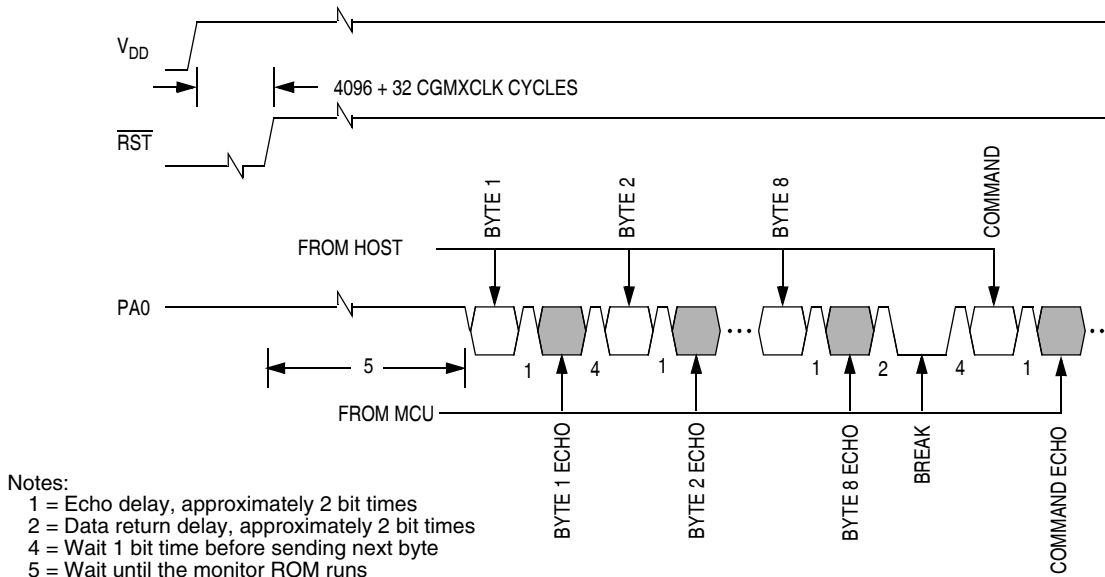 VDD
4096 + 32 CGMXCLK CYCLES
RST
BYTE 1
BYTE 2
BYTE 8
COMMAND
FROM HOST
PA0
1
4
1
1
2
4
1
5
FROM MCU
BYTE 1 ECHO
BYTE 2 ECHO
BYTE 8 ECHO
BREAK
COMMAND ECHO
Notes:
1 = Echo delay, approximately 2 bit times
2 = Data return delay, approximately 2 bit times
4 = Wait 1 bit time before sending next byte
5 = Wait until the monitor ROM runs